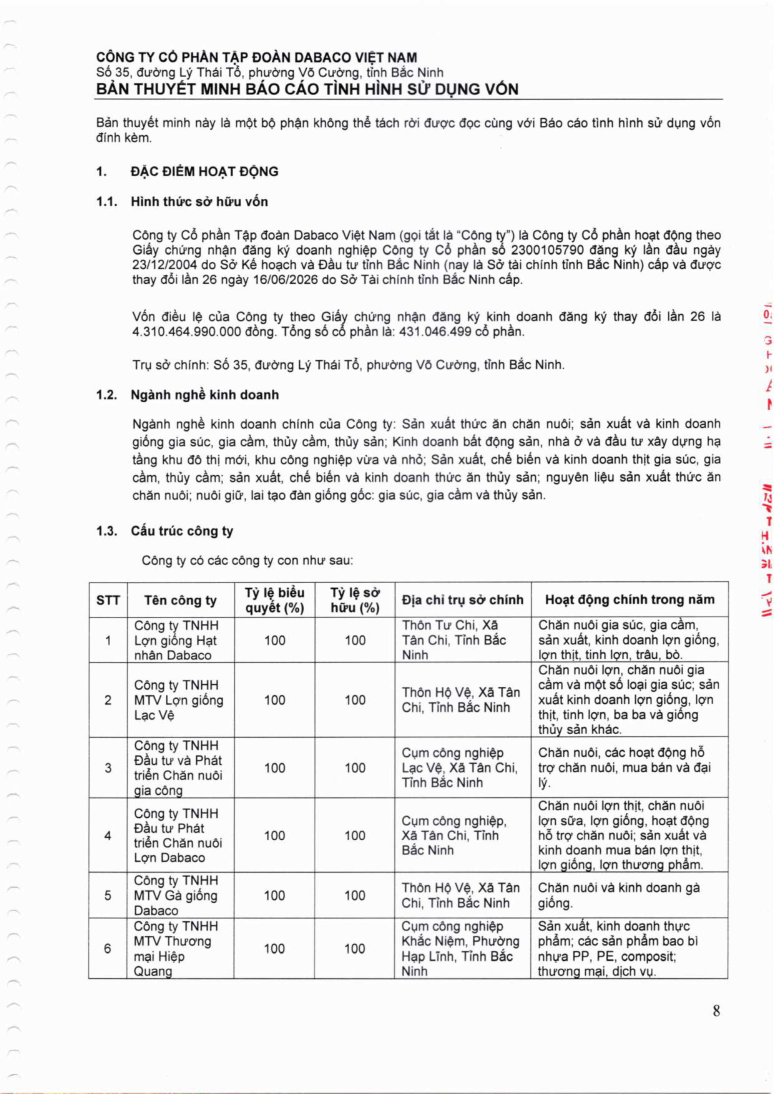 CÔNG TY CÓ PHẦN TẬP ĐOÀN DABACO VIỆT NAM
Số 35, đường Lý Thái Tổ, phường Võ Cường, tỉnh Bắc Ninh
BẢN THUYẾT MINH BÁO CÁO TÌNH HÌNH SỬ DỤNG VỐN
Bản thuyết minh này là một bộ phận không thể tách rời được đọc cùng với Báo cáo tình hình sử dụng vốn
đính kèm.
1. ĐẶC ĐIỂM HOẠT ĐỘNG
1.1. Hình thức sở hữu vốn
Công ty Cổ phần Tập đoàn Dabaco Việt Nam (gọi tắt là “Công ty”) là Công ty Cổ phần hoạt động theo
Giấy chứng nhận đăng ký doanh nghiệp Công ty Cổ phần số 2300105790 đăng ký lần đầu ngày
23/12/2004 do Sở Kế hoạch và Đầu tư tỉnh Bắc Ninh (nay là Sở tài chính tỉnh Bắc Ninh) cấp và được
thay đổi lần 26 ngày 16/06/2026 do Sở Tài chính tỉnh Bắc Ninh cấp.
Vốn điều lệ của Công ty theo Giấy chứng nhận đăng ký kinh doanh đăng ký thay đổi lần 26 là
4.310.464.990.000 đồng. Tổng số cổ phần là: 431.046.499 cổ phần.
Trụ sở chính: Số 35, đường Lý Thái Tổ, phường Võ Cường, tỉnh Bắc Ninh.
1.2. Ngành nghề kinh doanh
Ngành nghề kinh doanh chính của Công ty: Sản xuất thức ăn chăn nuôi; sản xuất và kinh doanh
giống gia súc, gia cầm, thủy cầm, thủy sản; Kinh doanh bất động sản, nhà ở và đầu tư xây dựng hạ
tầng khu đô thị mới, khu công nghiệp vừa và nhỏ; Sản xuất, chế biến và kinh doanh thịt gia súc, gia
cầm, thủy cầm; sản xuất, chế biến và kinh doanh thức ăn thủy sản; nguyên liệu sản xuất thức ăn
chăn nuôi; nuôi giữ, lai tạo đàn giống gốc: gia súc, gia cầm và thủy sản.
1.3. Cấu trúc công ty
Công ty có các công ty con như sau:
STT Tên công ty Tỷ lệ biểu quyết (%) Tỷ lệ sở hữu (%) Địa chỉ trụ sở chính Hoạt động chính trong năm
Công ty TNHH Thôn Tư Chi, Xã Chăn nuôi gia súc, gia cầm,
1 Lợn giống Hạt 100 100 Tân Chi, Tỉnh Bắc sản xuất, kinh doanh lợn giống,
nhân Dabaco Ninh lợn thịt, tinh lợn, trâu, bò.
Chăn nuôi lợn, chăn nuôi gia
Công ty TNHH Thôn Hộ Vệ, Xã Tân cầm và một số loại gia súc; sản
2 MTV Lợn giống 100 100 Chi, Tỉnh Bắc Ninh xuất kinh doanh lợn giống, lợn
Lạc Vệ thịt, tinh lợn, ba ba và giống
thủy sản khác.
Công ty TNHH
Đầu tư và Phát Cụm công nghiệp Chăn nuôi, các hoạt động hỗ
3 triển Chăn nuôi 100 100 Lạc Vệ, Xã Tân Chi, trợ chăn nuôi, mua bán và đại
gia công Tỉnh Bắc Ninh lý.
Chăn nuôi lợn thịt, chăn nuôi
Công ty TNHH Cụm công nghiệp, lợn sữa, lợn giống, hoạt động
4 Đầu tư Phát 100 100 Xã Tân Chi, Tỉnh hỗ trợ chăn nuôi; sản xuất và
triển Chăn nuôi Bắc Ninh kinh doanh mua bán lợn thịt,
Lợn Dabaco lợn giống, lợn thương phẩm.
Công ty TNHH
5 MTV Gà giống 100 100 Thôn Hộ Vệ, Xã Tân Chăn nuôi và kinh doanh gà
Dabaco Chi, Tỉnh Bắc Ninh giống.
Công ty TNHH Cụm công nghiệp Sản xuất, kinh doanh thực
6 MTV Thương 100 100 Khắc Niệm, Phường phẩm; các sản phẩm bao bì
mại Hiệp Hạp Lĩnh, Tỉnh Bắc nhựa PP, PE, composit;
Quang Ninh thương mại, dịch vụ.
8